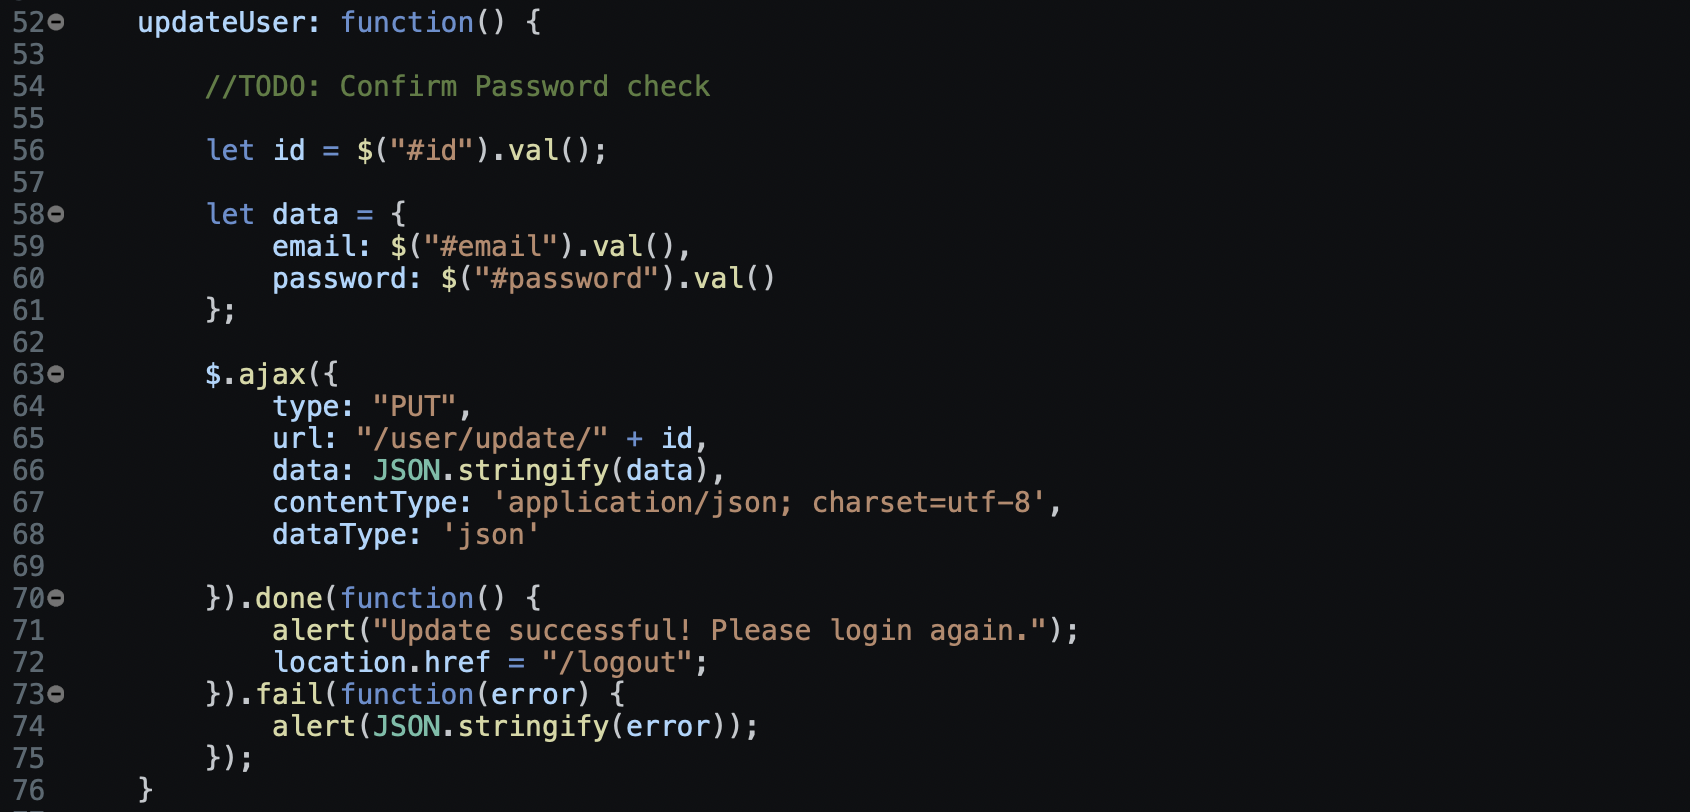 52 updateUser: function() {
53
54 //TODO: Confirm Password check
55
56 let id = $("#id").val();
57
58 let data = {
59 email: $("#email").val(),
60 password: $("#password").val()
61 };
62
63 $.ajax({
64 type: "PUT",
65 url: "/user/update/" + id,
66 data: JSON.stringify(data),
67 contentType: 'application/json; charset=utf-8',
68 dataType: 'json'
69
70 }).done(function() {
71 alert("Update successful! Please login again.");
72 location.href = "/logout";
73 }).fail(function(error) {
74 alert(JSON.stringify(error));
75 });
76 }